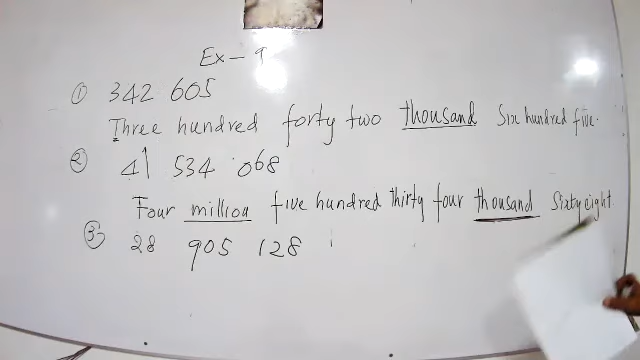 Ex - 9
① 342 605
Three hundred forty two thousand Six hundred five.
② 4 534 068
Four million five hundred thirty four thousand Sixty eight
③ 28 905 128